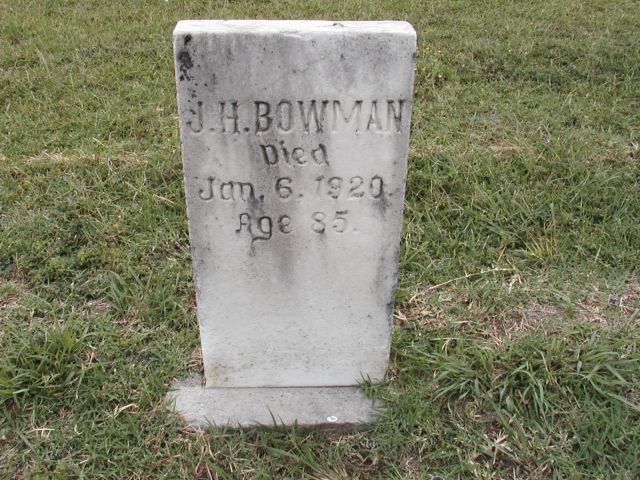 J.H.BOWMAN
Died
Jan. 6. 1920.
Age 85.